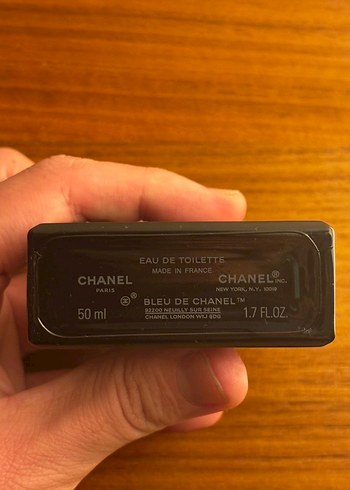 EAU DE TOILETTE
MADE IN FRANCE
CHANEL CHANEL® INC.
PARIS NEW YORK, N.Y. 10019
®
BLEU DE CHANEL™
50 ml 92200 NEUILLY SUR SEINE 1.7 FL.OZ.
CHANEL LONDON W1J 6DG